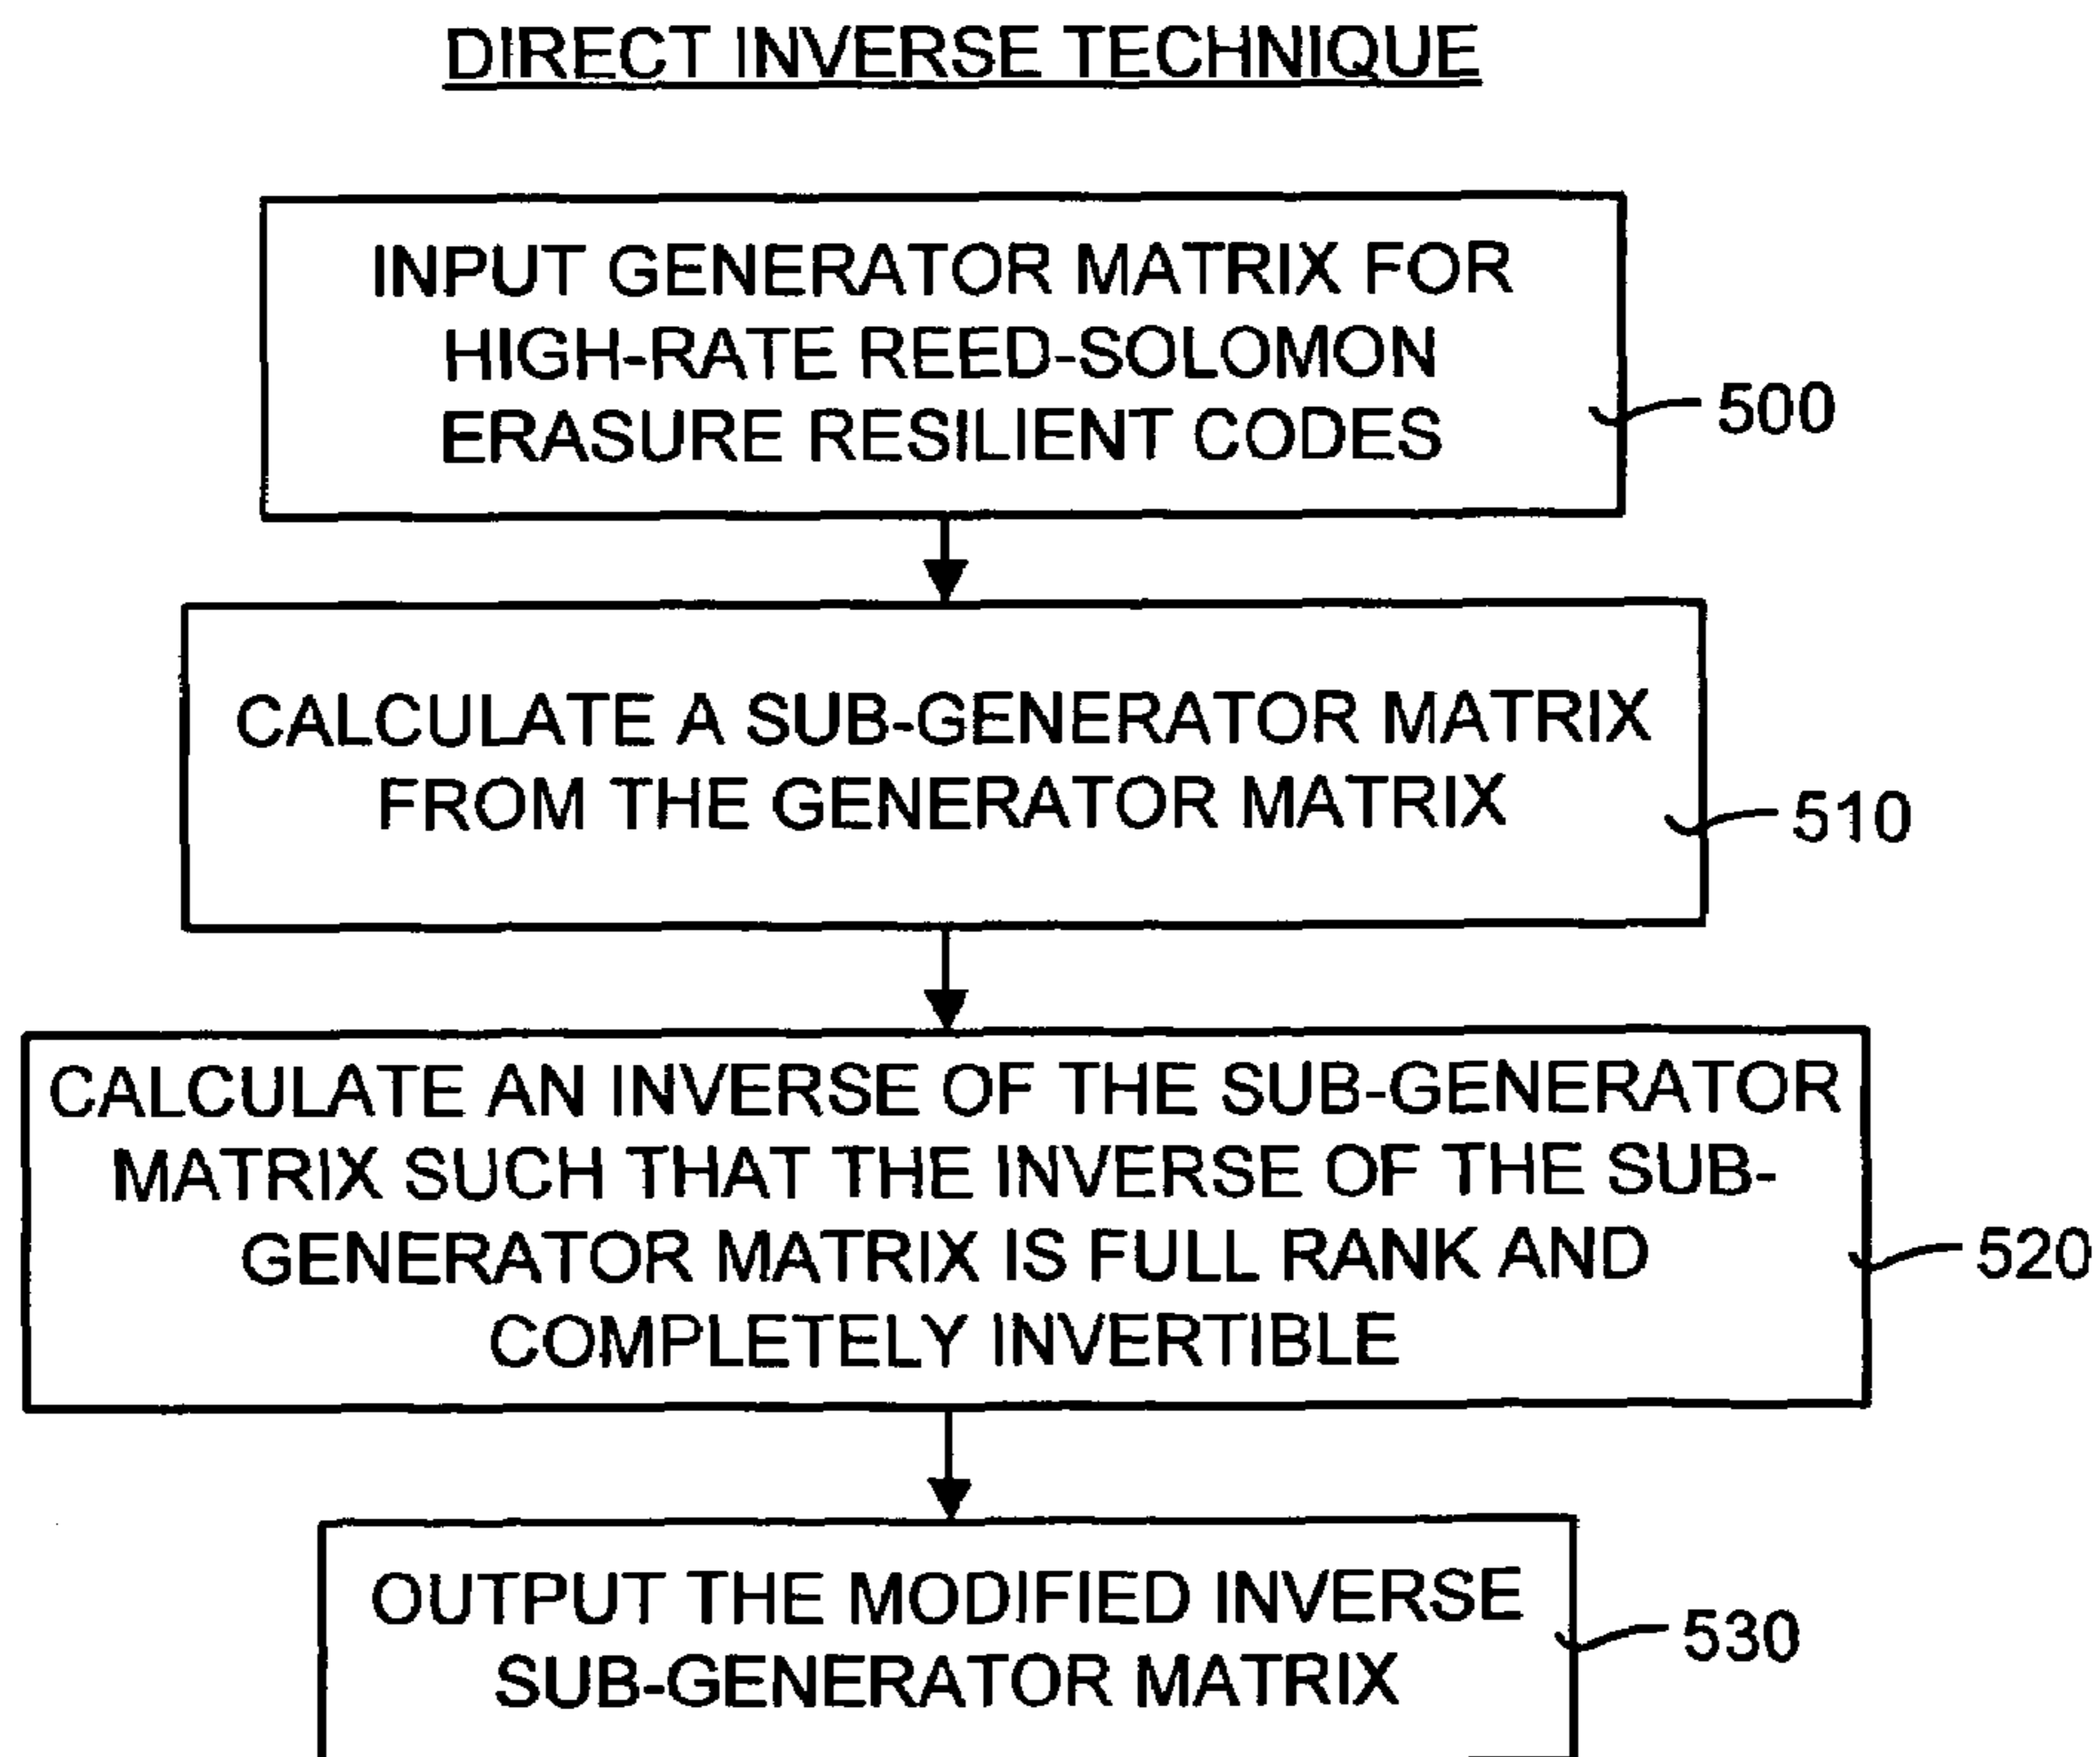 DIRECT INVERSE TECHNIQUE
INPUT GENERATOR MATRIX FOR
HIGH-RATE REED-SOLOMON
ERASURE RESILIENT CODES
500
CALCULATE A SUB-GENERATOR MATRIX
FROM THE GENERATOR MATRIX
510
CALCULATE AN INVERSE OF THE SUB-GENERATOR
MATRIX SUCH THAT THE INVERSE OF THE SUB-
GENERATOR MATRIX IS FULL RANK AND
COMPLETELY INVERTIBLE
520
OUTPUT THE MODIFIED INVERSE
SUB-GENERATOR MATRIX
530